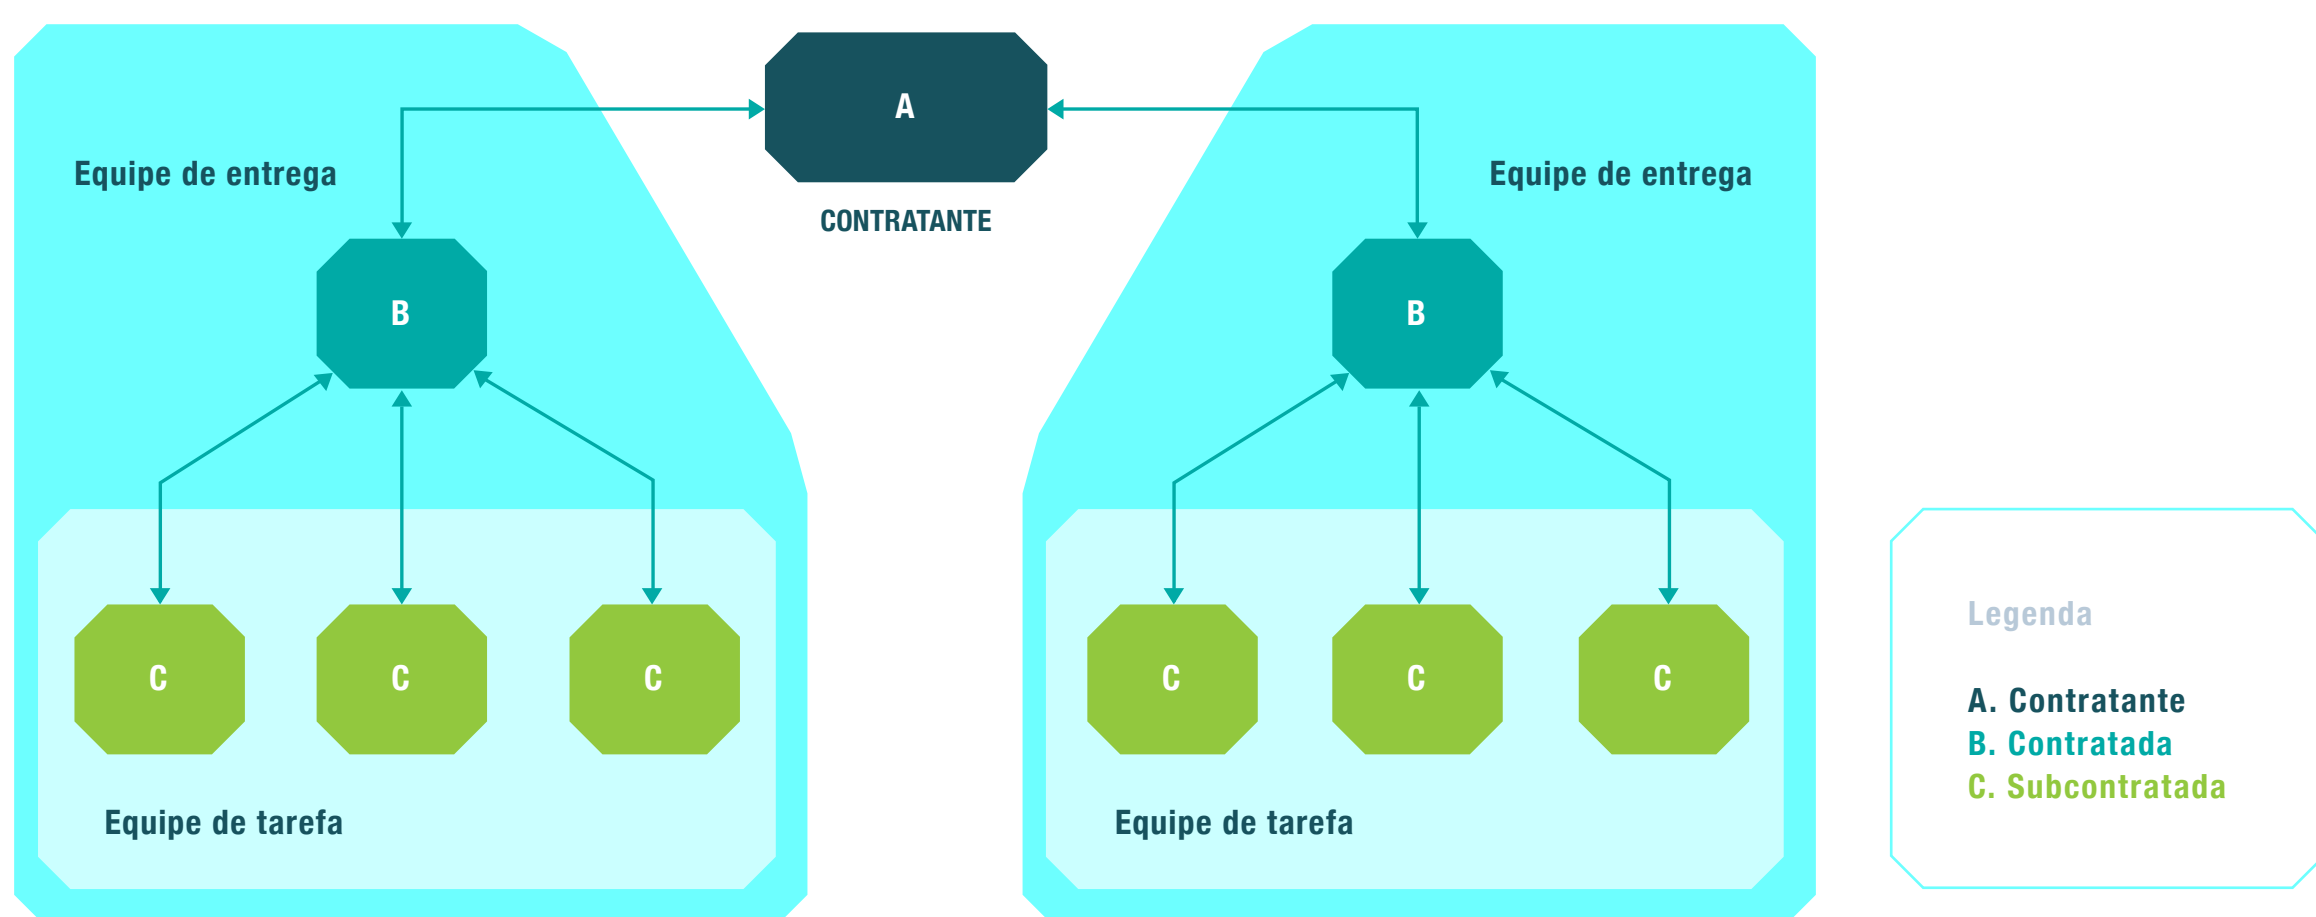 A
CONTRATANTE
Equipe de entrega
Equipe de entrega
B
B
C
C
C
C
C
C
Equipe de tarefa
Equipe de tarefa
Legenda
A. Contratante
B. Contratada
C. Subcontratada